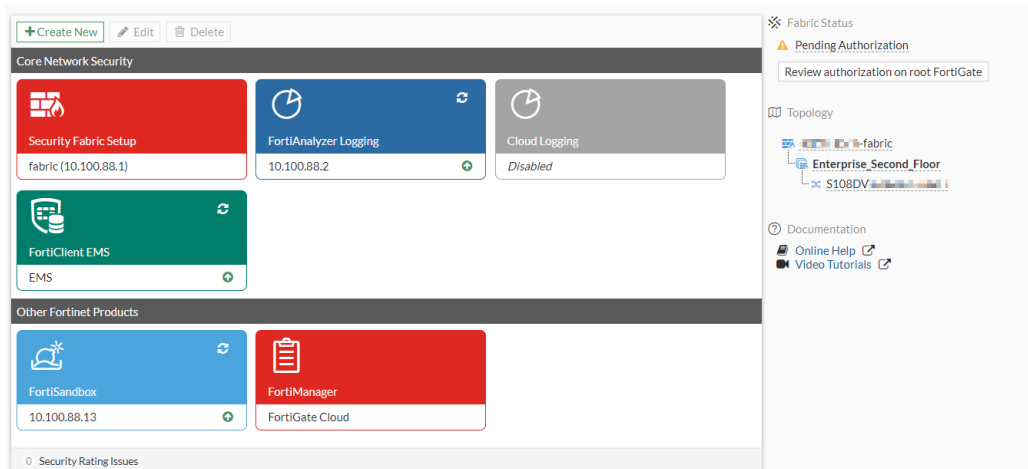 Create New
Edit
Delete
Core Network Security
Security Fabric Setup
fabric (10.100.88.1)
FortiAnalyzer Logging
10.100.88.2
Cloud Logging
Disabled
FortiClient EMS
EMS
Other Fortinet Products
FortiSandbox
10.100.88.13
FortiManager
FortiGate Cloud
0 Security Rating Issues
Fabric Status
Pending Authorization
Review authorization on root FortiGate
Topology
-fabric
Enterprise_Second_Floor
S108DV
Documentation
Online Help
Video Tutorials